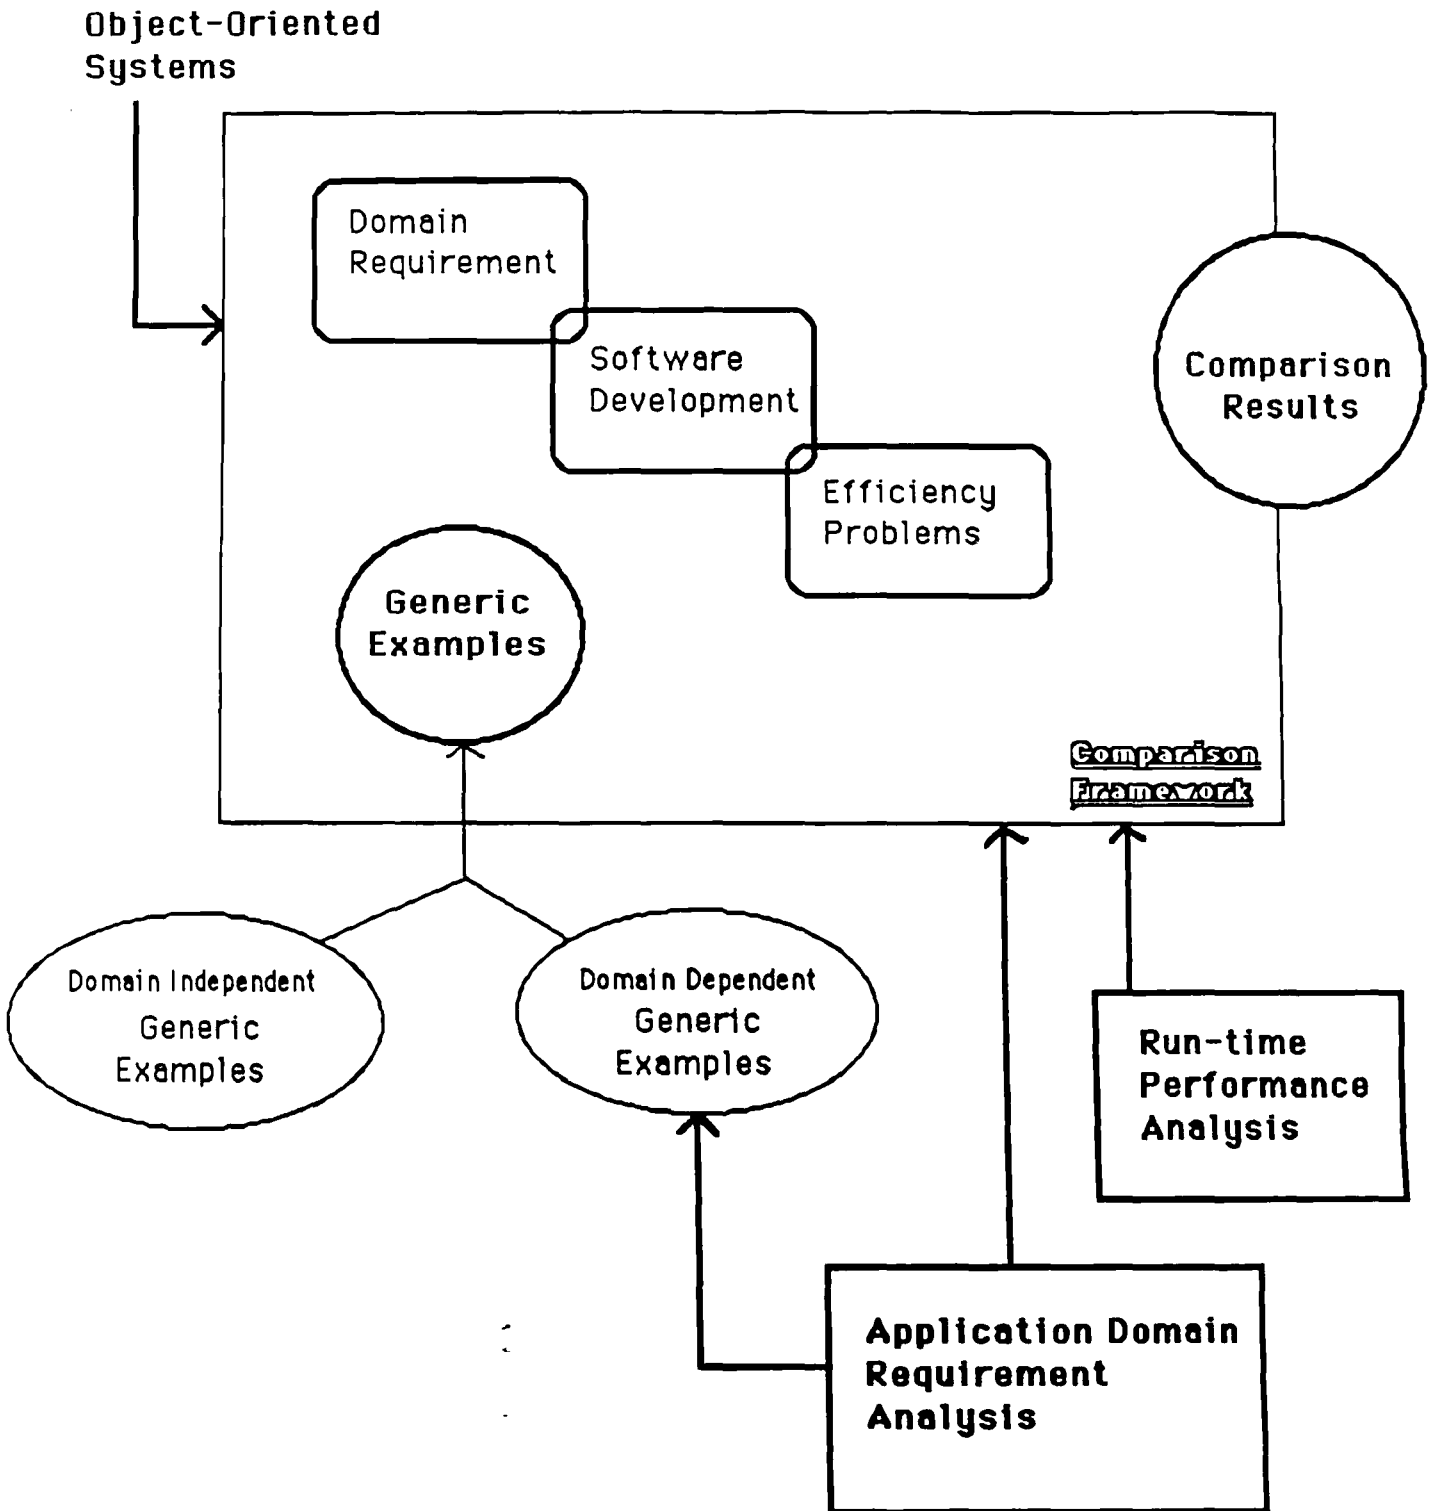 Object-Oriented
Systems
Domain
Requirement
Software
Development
Comparison
Results
Efficiency
Problems
Generic
Examples
Comparison
Framework
Domain Independent
Generic
Examples
Domain Dependent
Generic
Examples
Run-time
Performance
Analysis
Application Domain
Requirement
Analysis